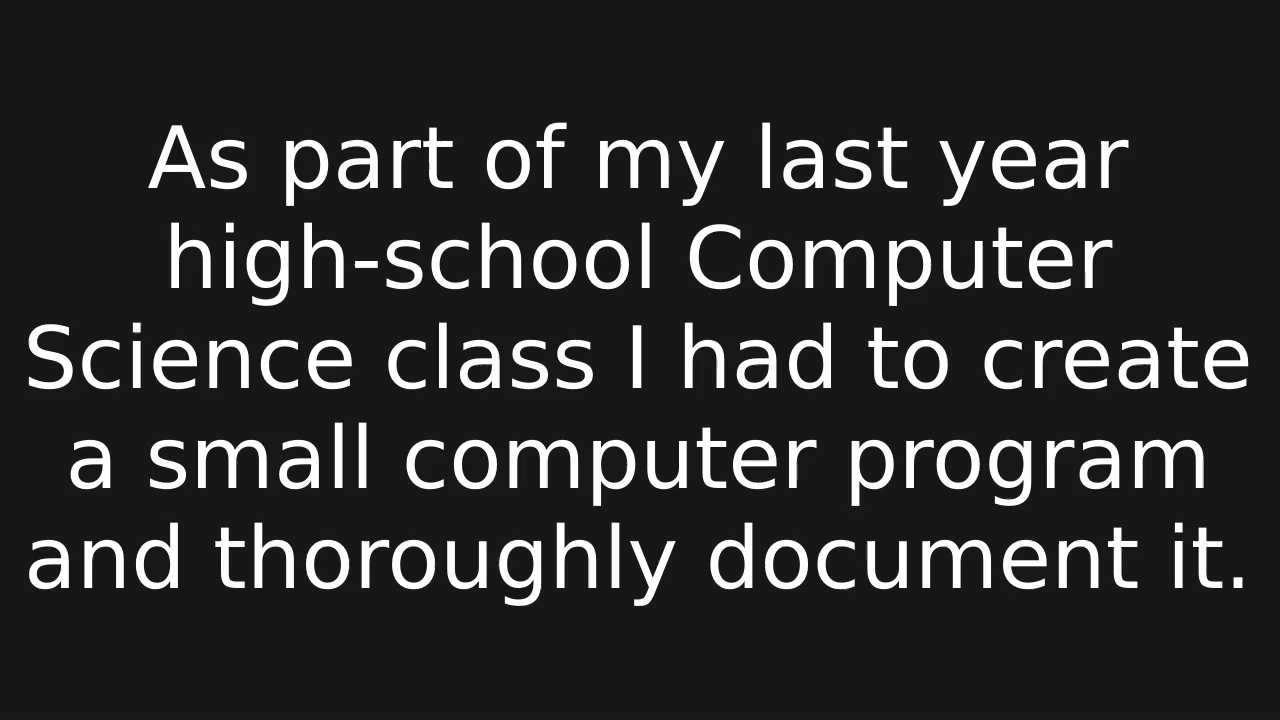 As part of my last year
high-school Computer
Science class I had to create
a small computer program
and thoroughly document it.